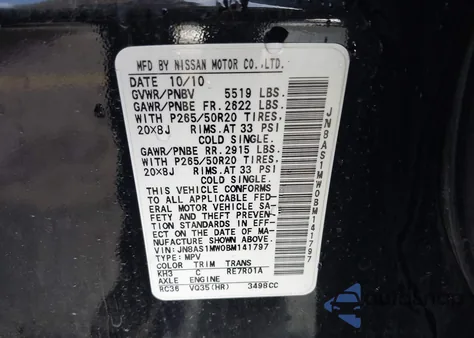 MFD BY NISSAN MOTOR CO.,LTD.
DATE 10/10
GVWR/PNBV 5519 LBS.
GAWR/PNBE FR. 2622 LBS.
WITH P265/50R20 TIRES,
20X8J RIMS.AT 33 PSI
COLD SINGLE.
GAWR/PNBE RR. 2915 LBS.
WITH P265/50R20 TIRES,
20X8J RIMS.AT 33 PSI
COLD SINGLE.
THIS VEHICLE CONFORMS
TO ALL APPLICABLE FED-
ERAL MOTOR VEHICLE SA-
FETY AND THEFT PREVENT-
ION STANDARDS IN EFF-
ECT ON THE DATE OF MA-
NUFACTURE SHOWN ABOVE.
VIN:JN8AS1MW0BM141797
TYPE:MPV
COLOR TRIM TRANS
KH3 C RE7R01A
AXLE ENGINE
RC36 VQ35(HR) 3498CC
JN8AS1MW0BM141797